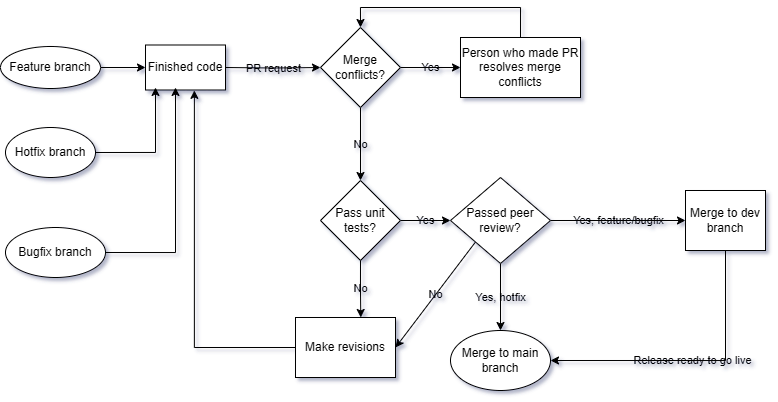 Feature branch
Finished code
PR request
Merge
conflicts?
Yes
Person who made PR
resolves merge
conflicts
Hotfix branch
No
Pass unit
tests?
Yes
Passed peer
review?
Yes, feature/bugfix
Merge to dev
branch
Bugfix branch
No
No
Yes, hotfix
Make revisions
Merge to main
branch
Release ready to go live